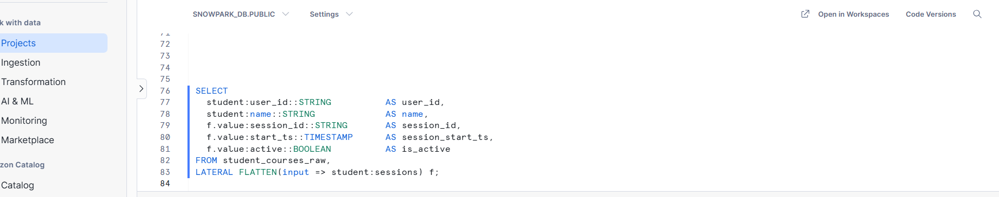 SNOWPARK_DB.PUBLIC Settings Open in Workspaces Code Versions
k with data
Projects
Ingestion
Transformation
AI & ML
Monitoring
Marketplace
zon Catalog
Catalog
71
72
73
74
75
76 SELECT
77 student:user_id::STRING AS user_id,
78 student:name::STRING AS name,
79 f.value:session_id::STRING AS session_id,
80 f.value:start_ts::TIMESTAMP AS session_start_ts,
81 f.value:active::BOOLEAN AS is_active
82 FROM student_courses_raw,
83 LATERAL FLATTEN(input => student:sessions) f;
84